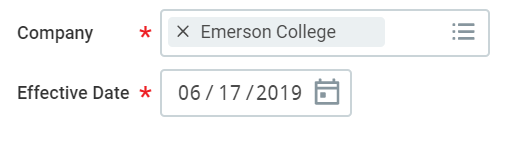 Company * × Emerson College
Effective Date * 06 / 17 / 2019